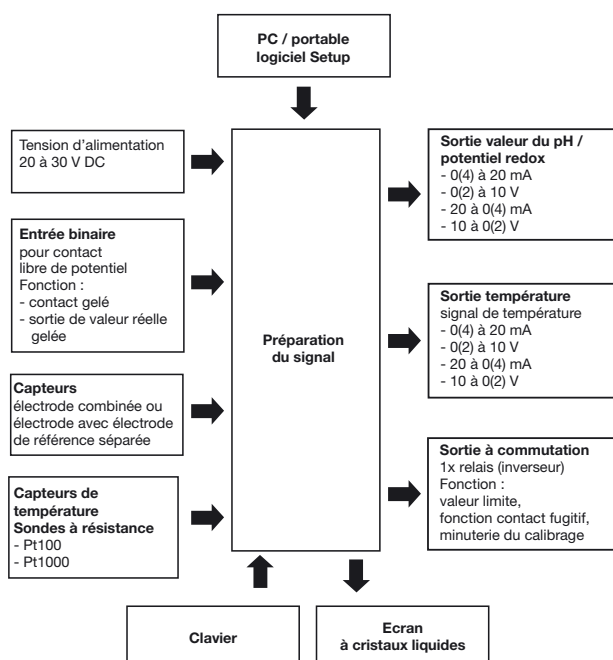 PC / portable
logiciel Setup
Tension d'alimentation
20 à 30 V DC
Entrée binaire
pour contact
libre de potentiel
Fonction :
- contact gelé
- sortie de valeur réelle
gelée
Capteurs
électrode combinée ou
électrode avec électrode
de référence séparée
Capteurs de
température
Sondes à résistance
- Pt100
- Pt1000
Préparation
du signal
Sortie valeur du pH /
potentiel redox
- 0(4) à 20 mA
- 0(2) à 10 V
- 20 à 0(4) mA
- 10 à 0(2) V
Sortie température
signal de température
- 0(4) à 20 mA
- 0(2) à 10 V
- 20 à 0(4) mA
- 10 à 0(2) V
Sortie à commutation
1x relais (inverseur)
Fonction :
valeur limite,
fonction contact fugitif,
minuterie du calibrage
Clavier
Ecran
à cristaux liquides